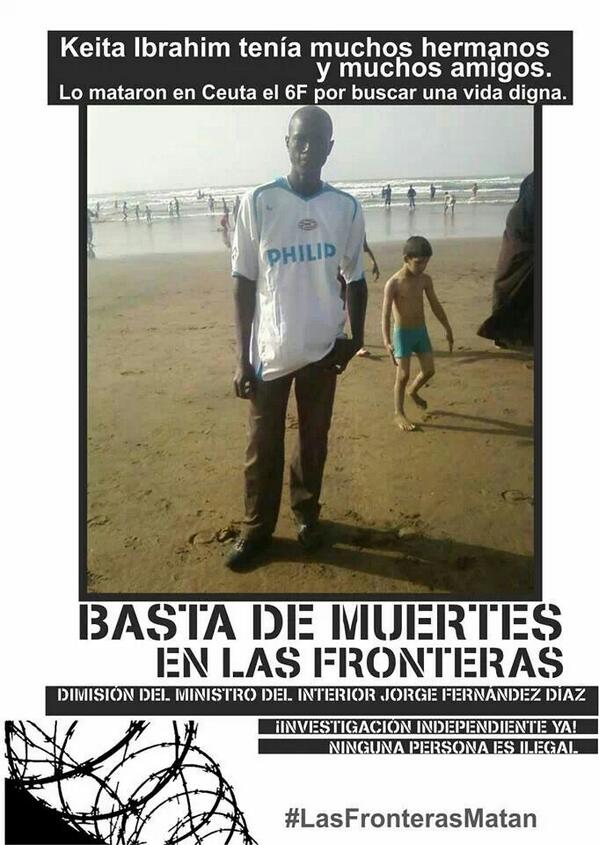 Keita Ibrahim tenía muchos hermanos
y muchos amigos.
Lo mataron en Ceuta el 6F por buscar una vida digna.
PHILIP
BASTA DE MUERTES
EN LAS FRONTERAS
DIMISIÓN DEL MINISTRO DEL INTERIOR JORGE FERNÁNDEZ DÍAZ
¡INVESTIGACIÓN INDEPENDIENTE YA!
NINGUNA PERSONA ES ILEGAL
#LasFronterasMatan